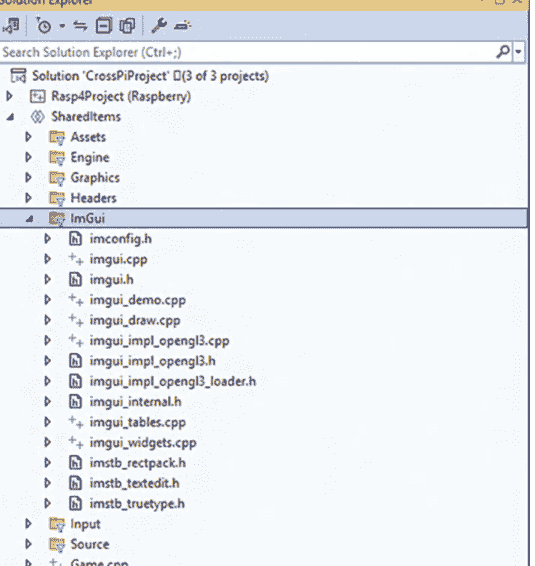 Solution Explorer
Search Solution Explorer (Ctrl+;)
Solution 'CrossPiProject' (3 of 3 projects)
Rasp4Project (Raspberry)
SharedItems
Assets
Engine
Graphics
Headers
ImGui
imconfig.h
imgui.cpp
imgui.h
imgui_demo.cpp
imgui_draw.cpp
imgui_impl_opengl3.cpp
imgui_impl_opengl3.h
imgui_impl_opengl3_loader.h
imgui_internal.h
imgui_tables.cpp
imgui_widgets.cpp
imstb_rectpack.h
imstb_textedit.h
imstb_truetype.h
Input
Source
Game.cpp